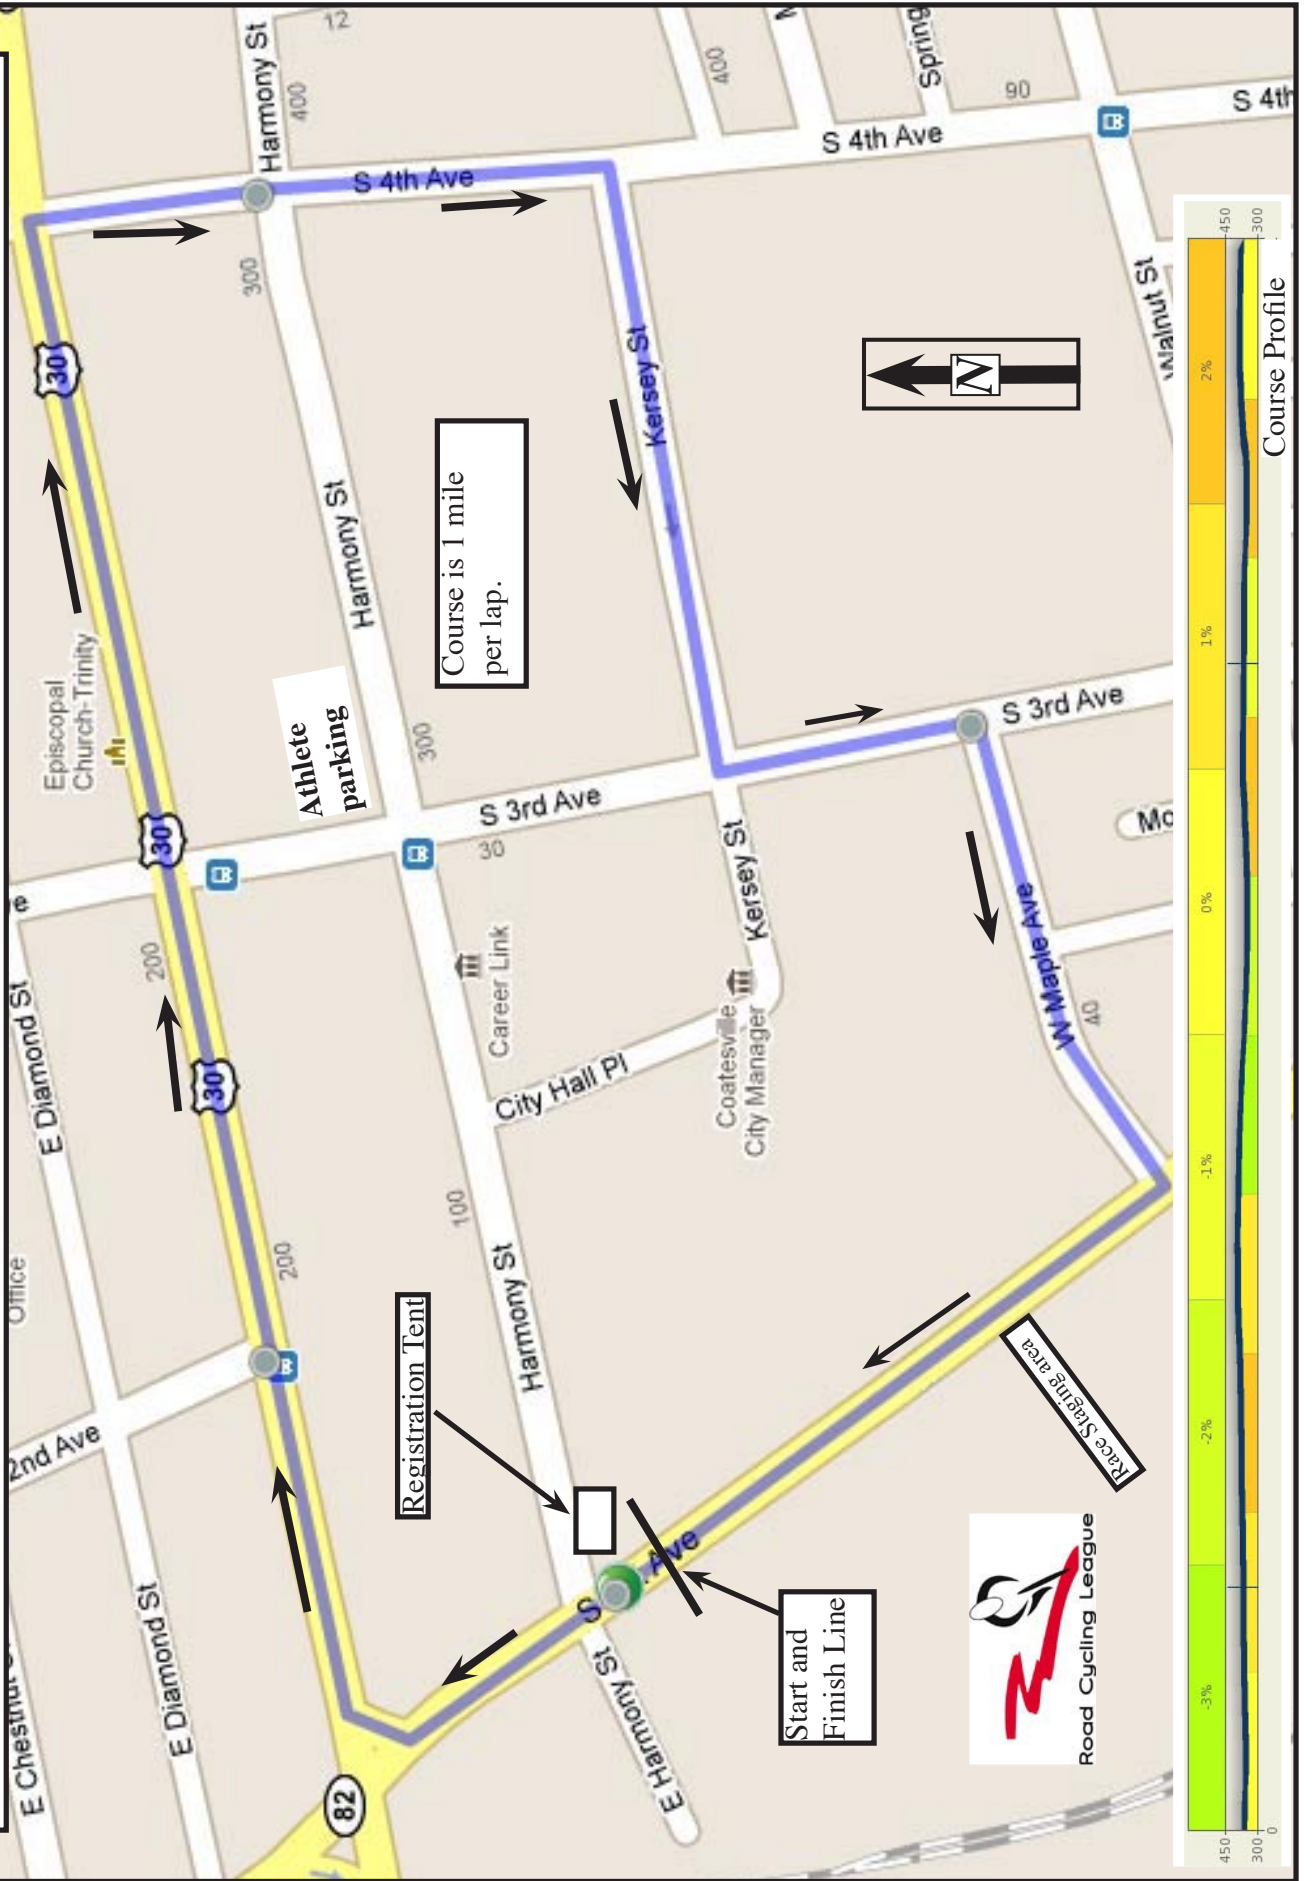 E Chestnut
E Diamond St
E Diamond St
2nd Ave
Office
82
200
200
30
30
30
Episcopal
Church-Trinity
Athlete
parking
Harmony St
Harmony St
Harmony St
E Harmony St
100
300
300
400
12
400
Spring
90
S 4th Ave
S 4th Ave
S 4th
S 3rd Ave
S 3rd Ave
30
Career Link
City Hall Pl
Coatesville
City Manager
Kersey St
Kersey St
Course is 1 mile
per lap.
Registration Tent
S
Ave
Start and
Finish Line
Race Staging area
W Maple Ave
40
Mo
Walnut St
N
Road Cycling League
-3%
-2%
-1%
0%
1%
2%
450
300
0
450
300
Course Profile